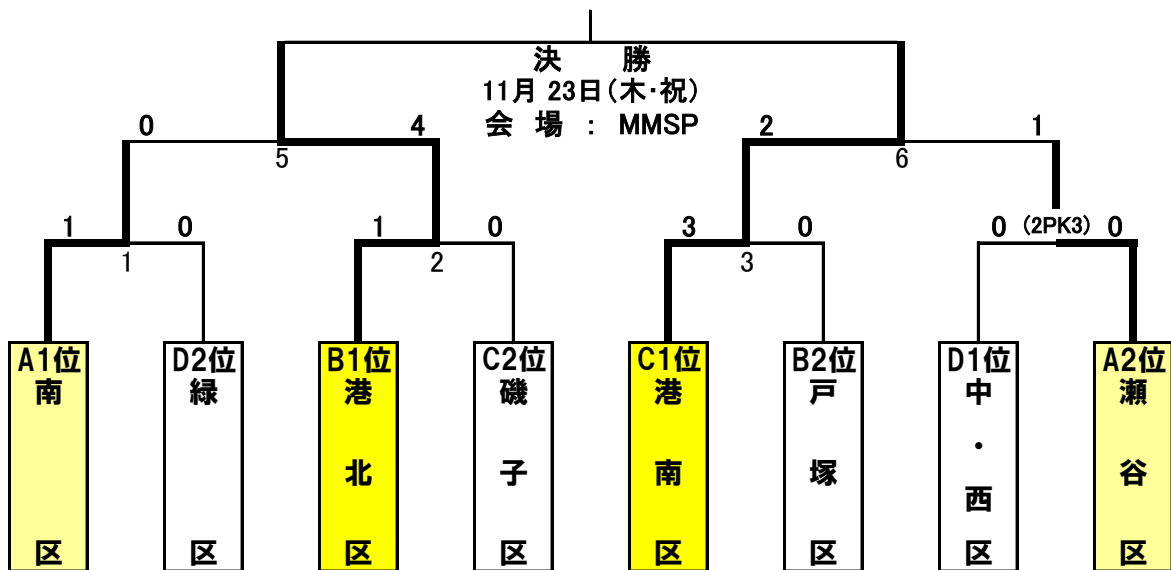 決 勝
11月 23日(木・祝)
会 場 : MMSP
0 4 2 1
5 6
1 0 1 0 3 0 0 (2PK3) 0
1 2 3
A1位 D2位 B1位 C2位 C1位 B2位 D1位 A2位
南区
緑区
港北区
磯子区
港南区
戸塚区
中・西区
瀬谷区